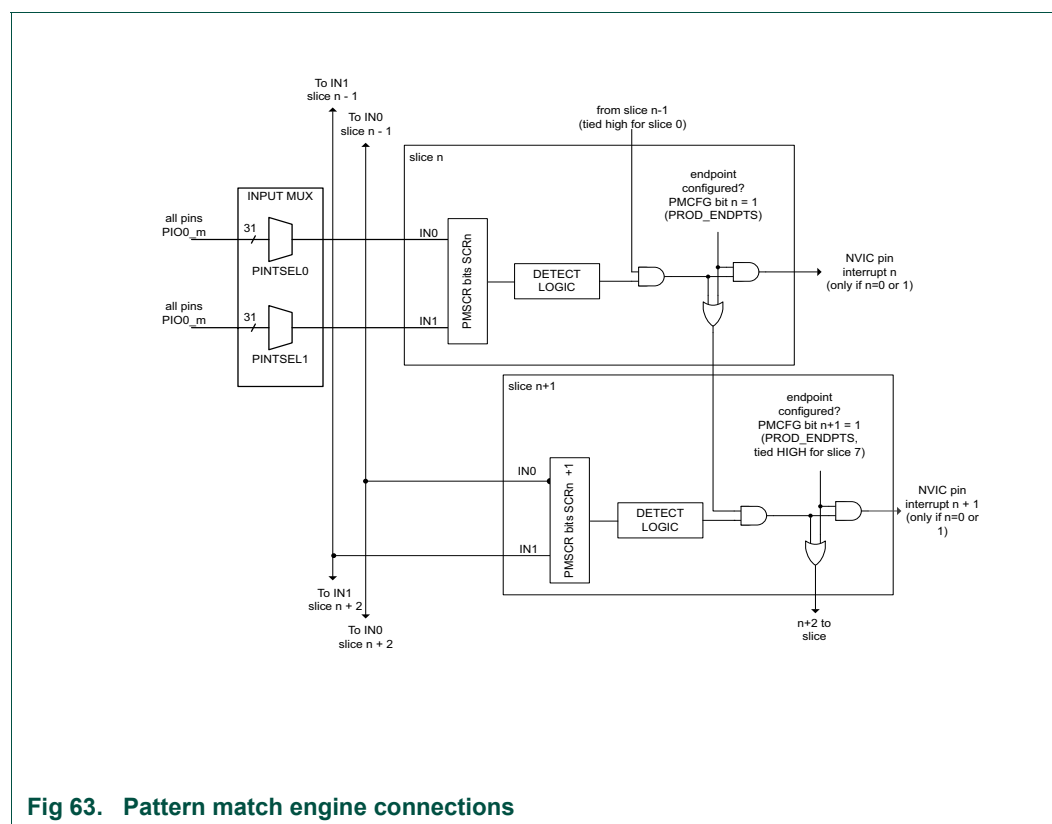 To IN1
slice n - 1
To IN0
slice n - 1
from slice n-1
(tied high for slice 0)
slice n
endpoint
configured?
PMCFG bit n = 1
(PROD_ENDPTS)
INPUT MUX
all pins
PIO0_m
31
PINTSEL0
IN0
PMSCR bits SCRn
DETECT
LOGIC
NVIC pin
interrupt n
(only if n=0 or 1)
all pins
PIO0_m
31
PINTSEL1
IN1
slice n+1
endpoint
configured?
PMCFG bit n+1 = 1
(PROD_ENDPTS,
tied HIGH for slice 7)
IN0
PMSCR bits SCRn +1
DETECT
LOGIC
NVIC pin
interrupt n + 1
(only if n=0 or
1)
IN1
To IN1
slice n + 2
To IN0
slice n + 2
n+2 to
slice
Fig 63. Pattern match engine connections